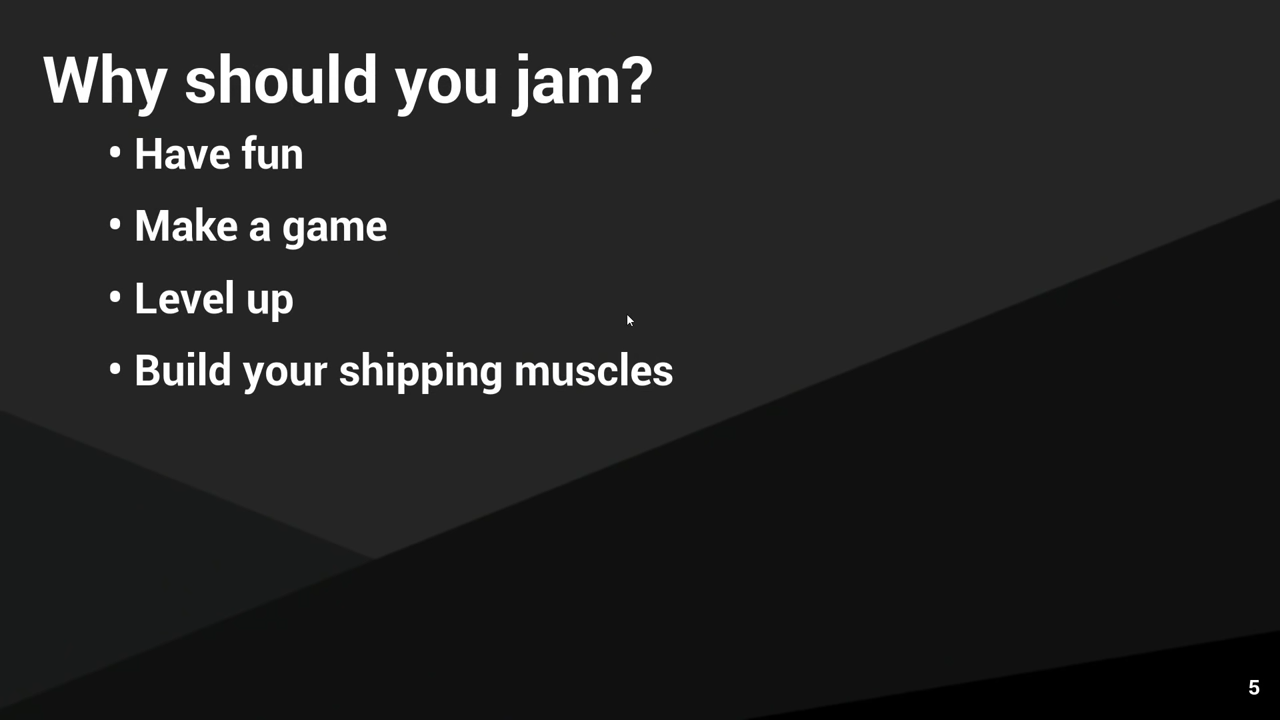 Why should you jam?
• Have fun
• Make a game
• Level up
• Build your shipping muscles
5